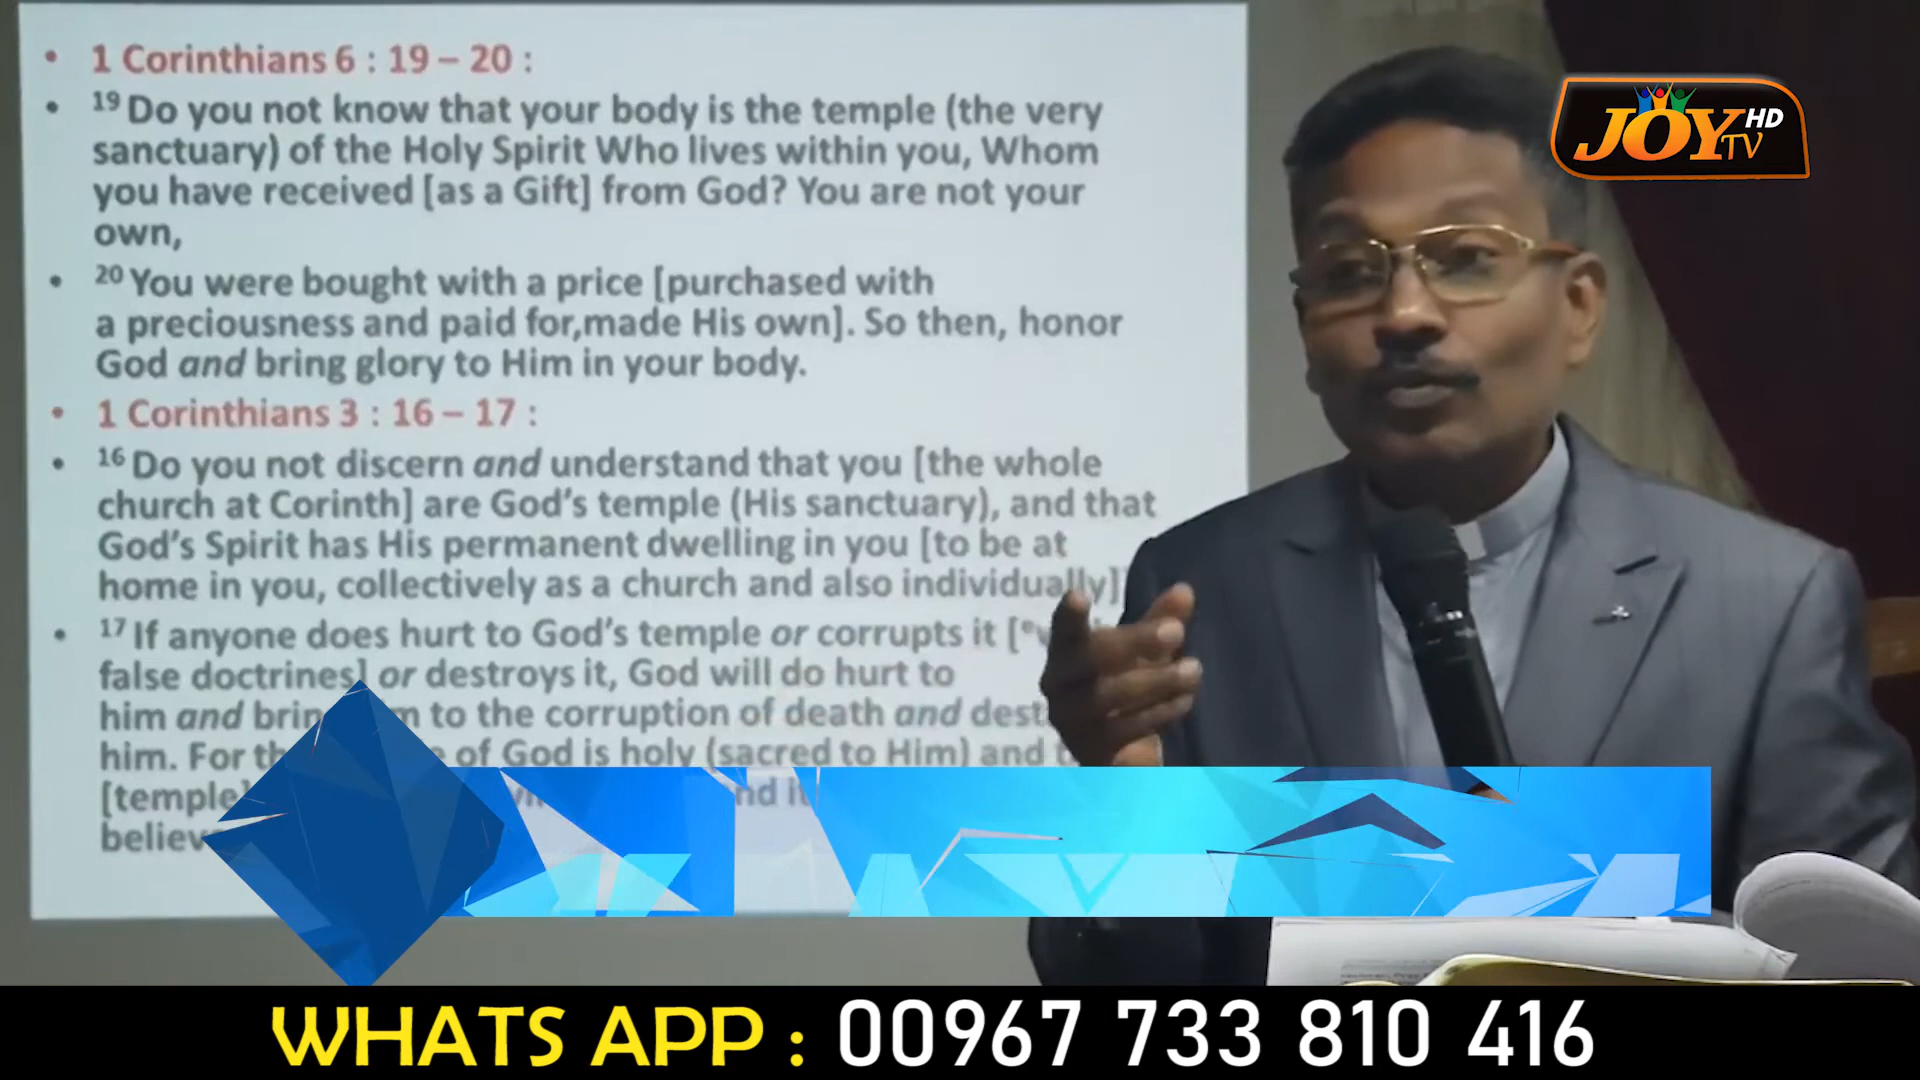 1 Corinthians 6 : 19 – 20 :
19 Do you not know that your body is the temple (the very
sanctuary) of the Holy Spirit Who lives within you, Whom
you have received [as a Gift] from God? You are not your
own,
20 You were bought with a price [purchased with
a preciousness and paid for,made His own]. So then, honor
God and bring glory to Him in your body.
1 Corinthians 3 : 16 – 17 :
16 Do you not discern and understand that you [the whole
church at Corinth] are God’s temple (His sanctuary), and that
God’s Spirit has His permanent dwelling in you [to be at
home in you, collectively as a church and also individually]
17 If anyone does hurt to God’s temple or corrupts it [
false doctrines] or destroys it, God will do hurt to
him and to the corruption of death and
him. For of God is holy (sacred to Him) and
[temple]
JOY HD
TV
WHATS APP : 00967 733 810 416